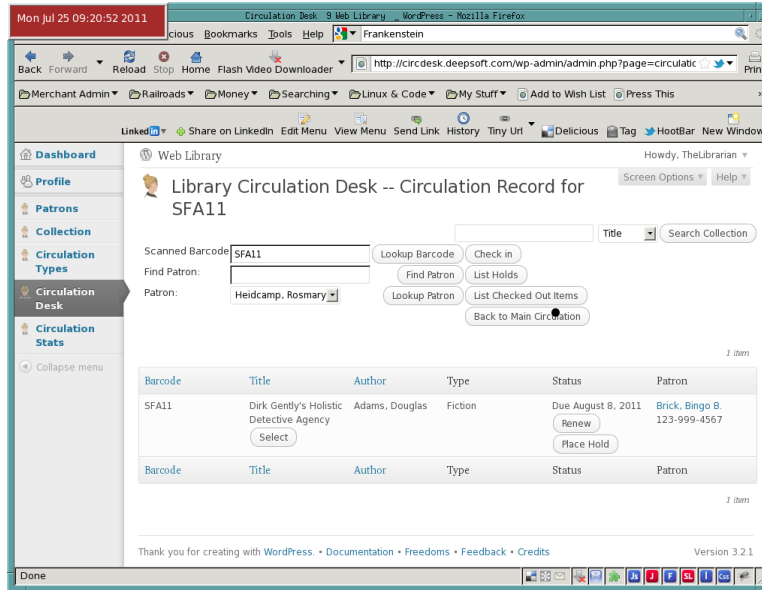 Mon Jul 25 09:20:52 2011
Circulation Desk 9 Web Library _WordPress - Mozilla Firefox
Bookmarks Tools Help Frankenstein
Back Forward Reload Stop Home Flash Video Downloader http://circdesk.deepsoft.com/wp-admin/admin.php?page=circulatic Prin
Merchant Admin Railroads Money Searching Linux & Code My Stuff Add to Wish List Press This »
Linked in Share on LinkedIn Edit Menu View Menu Send Link History Tiny Url Delicious Tag HootBar New Window
Dashboard
Profile
Patrons
Collection
Circulation
Types
Circulation
Desk
Circulation
Stats
Collapse menu
Web Library Howdy, TheLibrarian
Screen Options Help
Library Circulation Desk -- Circulation Record for
SFA11
Title Search Collection
Scanned Barcode SFA11 Lookup Barcode Check in
Find Patron: Find Patron List Holds
Patron: Heidcamp, Rosmary Lookup Patron List Checked Out Items
Back to Main Circulation
1 item
Barcode Title Author Type Status Patron
SFA11 Dirk Gently's Holistic Adams, Douglas Fiction Due August 8, 2011 Brick, Bingo B.
Detective Agency 123-999-4567
Select Renew
Place Hold
Barcode Title Author Type Status Patron
1 item
Thank you for creating with WordPress. • Documentation • Freedoms • Feedback • Credits Version 3.2.1
Done Js J F SL I Css